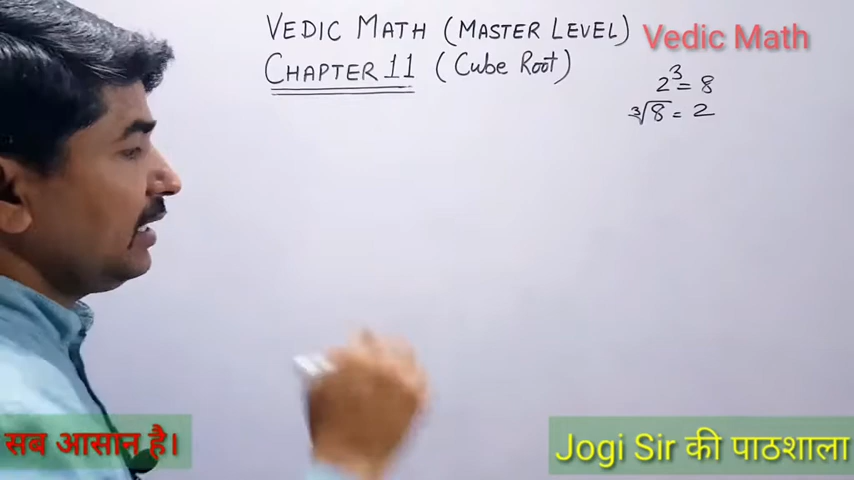 VEDIC MATH (MASTER LEVEL)
Vedic Math
CHAPTER 11 (CUBE ROOT)
2³ = 8
³√8 = 2
सब आसान है।
Jogi Sir की पाठशाला